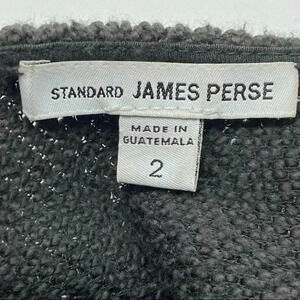 STANDARD JAMES PERSE
MADE IN
GUATEMALA
2